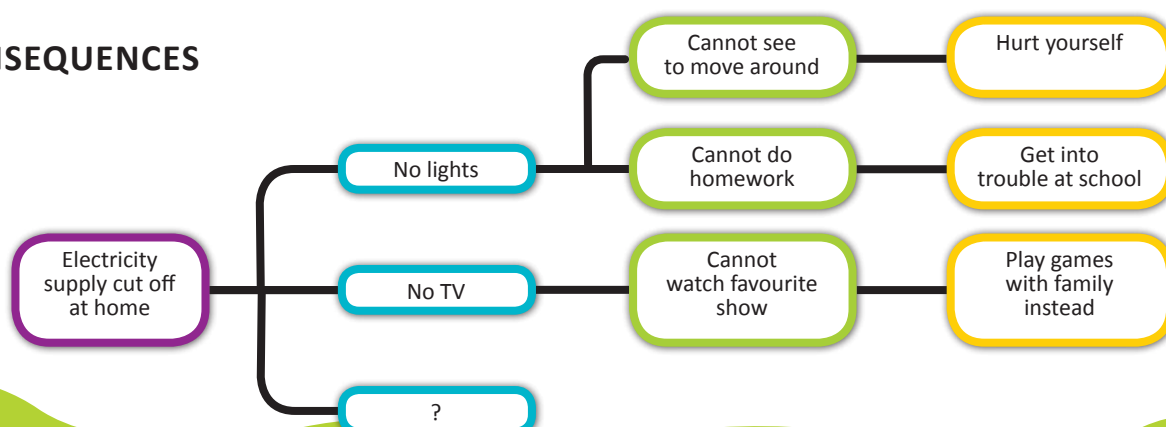 NSEQUENCES
Cannot see
to move around
Hurt yourself
No lights
Cannot do
homework
Get into
trouble at school
Electricity
supply cut off
at home
No TV
Cannot
watch favourite
show
Play games
with family
instead
?